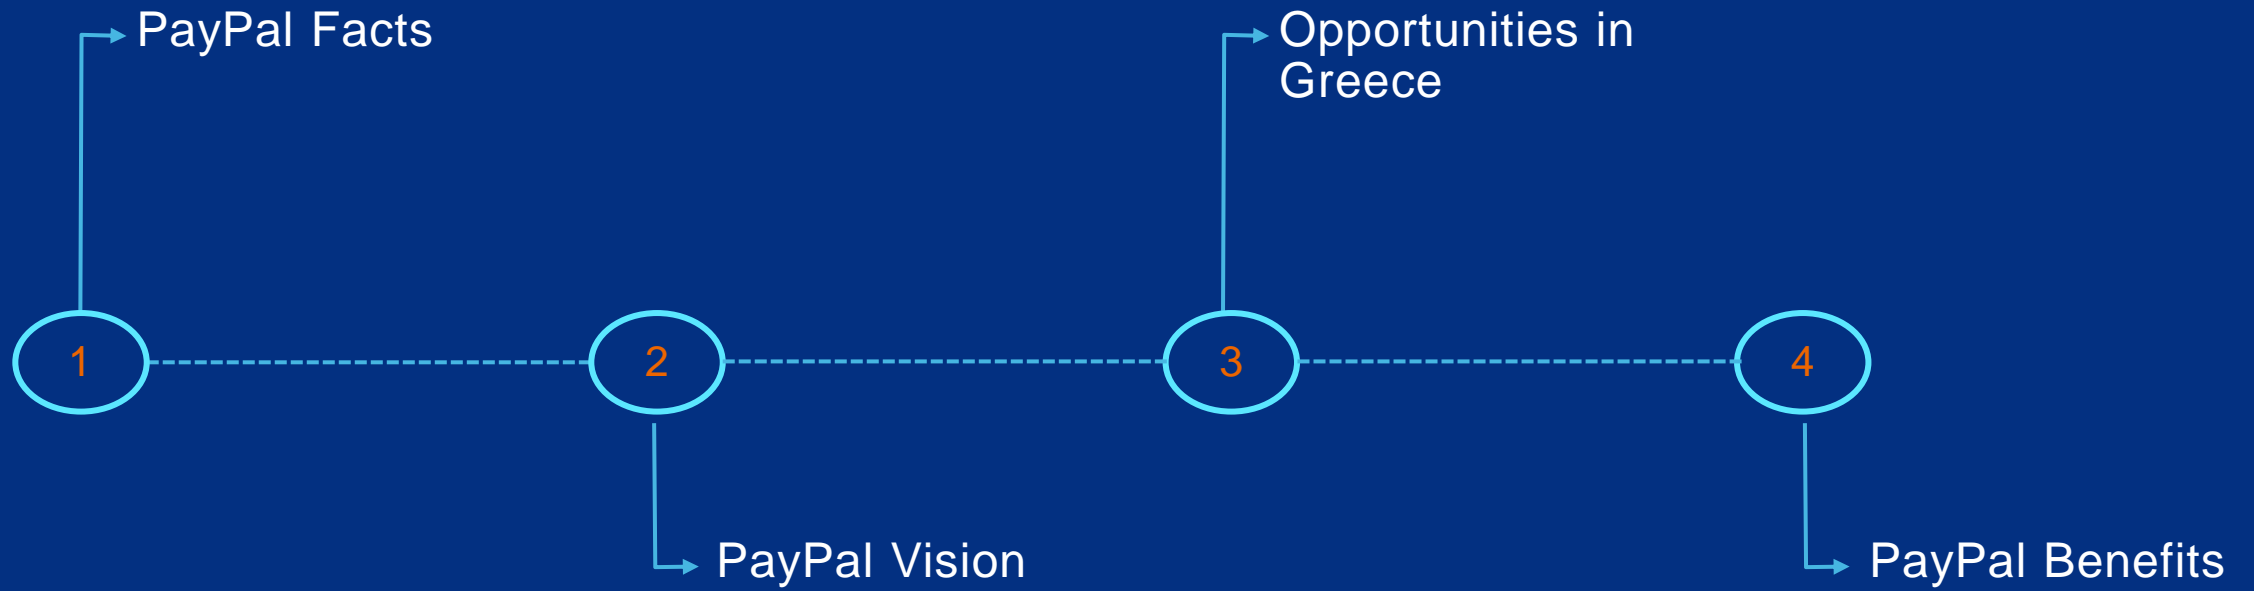 PayPal Facts
Opportunities in
Greece
1
2
3
4
PayPal Vision
PayPal Benefits